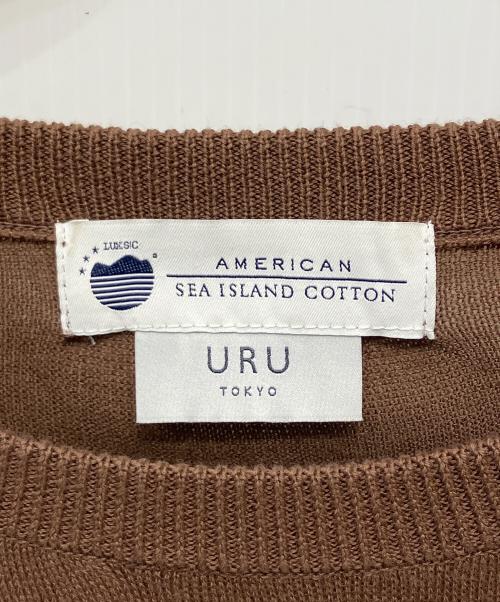 LUXSIC
AMERICAN
SEA ISLAND COTTON
URU
TOKYO